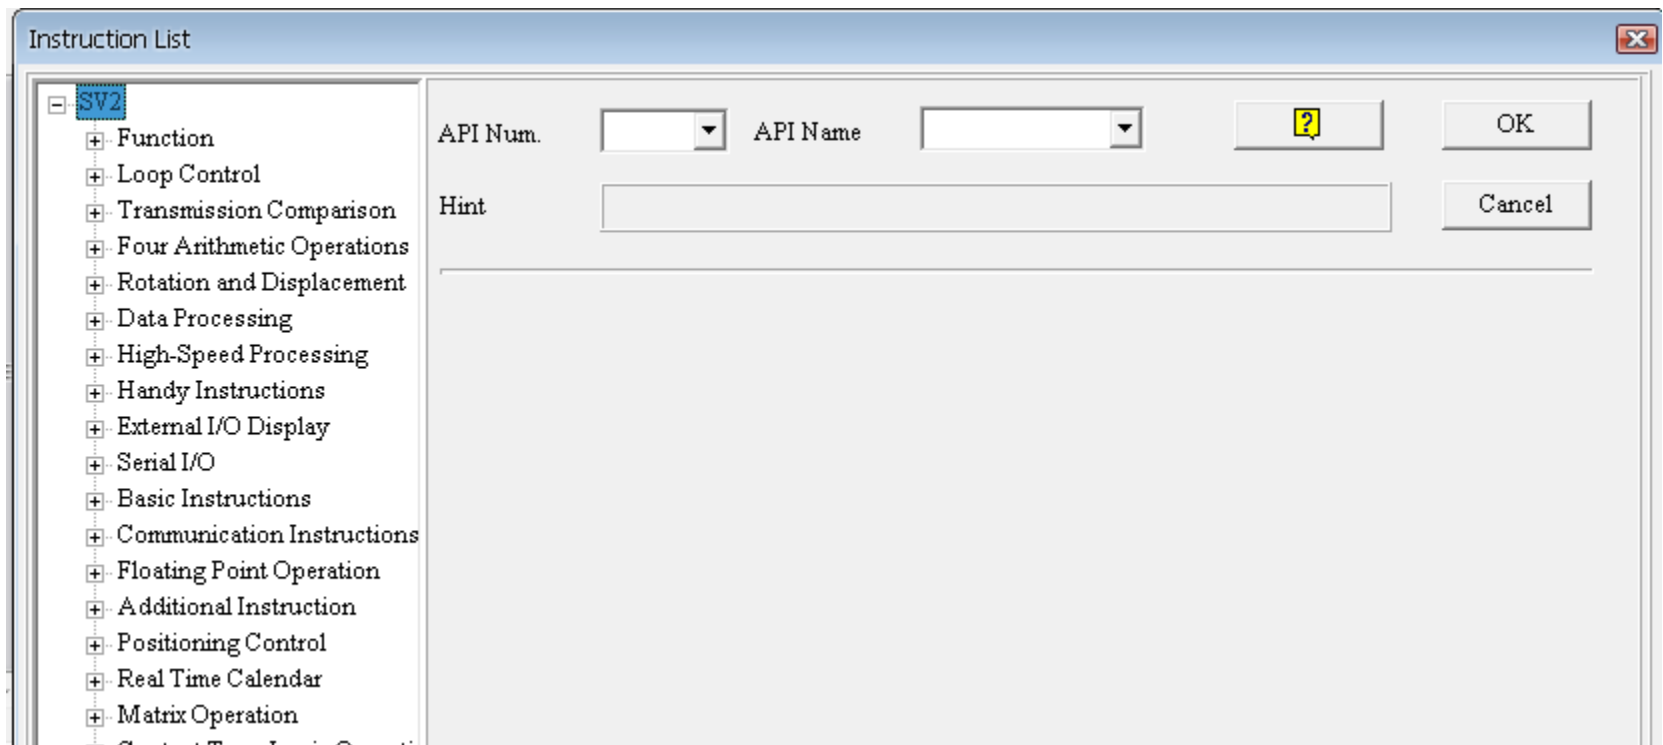 Instruction List
SV2
Function
Loop Control
Transmission Comparison
Four Arithmetic Operations
Rotation and Displacement
Data Processing
High-Speed Processing
Handy Instructions
External I/O Display
Serial I/O
Basic Instructions
Communication Instructions
Floating Point Operation
Additional Instruction
Positioning Control
Real Time Calendar
Matrix Operation
API Num.
API Name
?
OK
Hint
Cancel